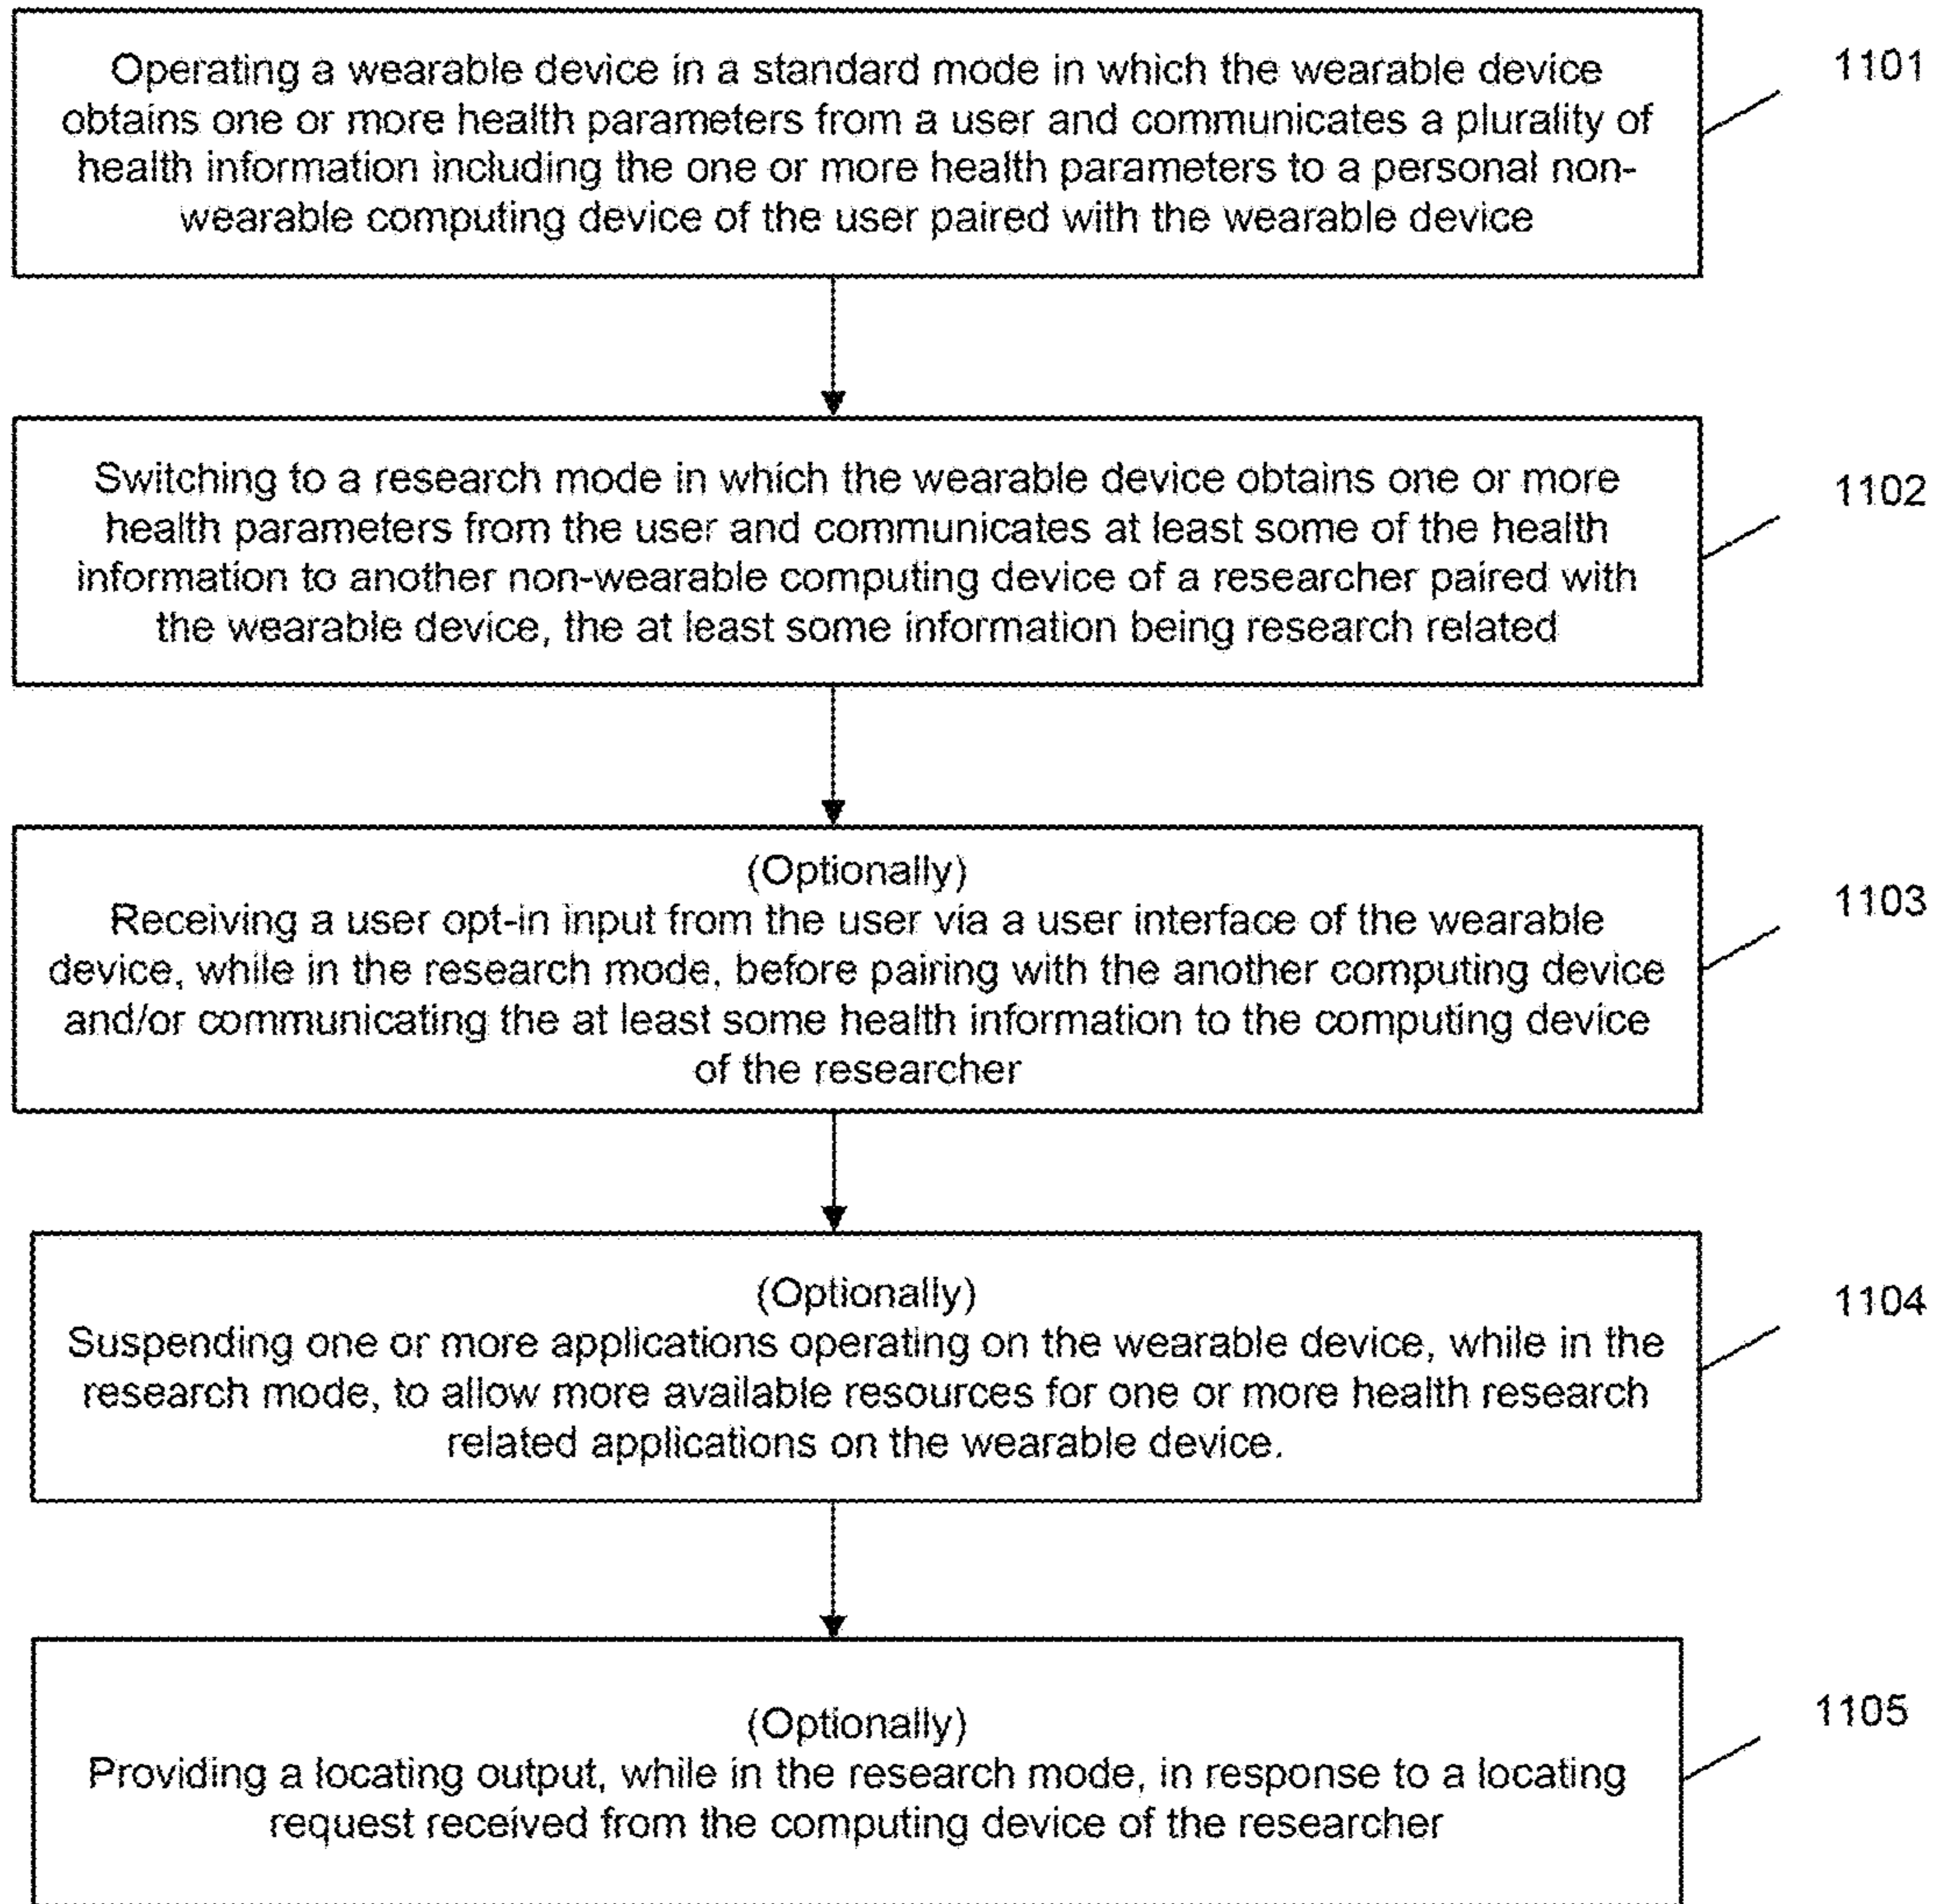 Operating a wearable device in a standard mode in which the wearable device
obtains one or more health parameters from a user and communicates a plurality of
health information including the one or more health parameters to a personal non-
wearable computing device of the user paired with the wearable device
1101
Switching to a research mode in which the wearable device obtains one or more
health parameters from the user and communicates at least some of the health
information to another non-wearable computing device of a researcher paired with
the wearable device, the at least some information being research related
1102
(Optionally)
Receiving a user opt-in input from the user via a user interface of the wearable
device, while in the research mode, before pairing with the another computing device
and/or communicating the at least some health information to the computing device
of the researcher
1103
(Optionally)
Suspending one or more applications operating on the wearable device, while in the
research mode, to allow more available resources for one or more health research
related applications on the wearable device.
1104
(Optionally)
Providing a locating output, while in the research mode, in response to a locating
request received from the computing device of the researcher
1105